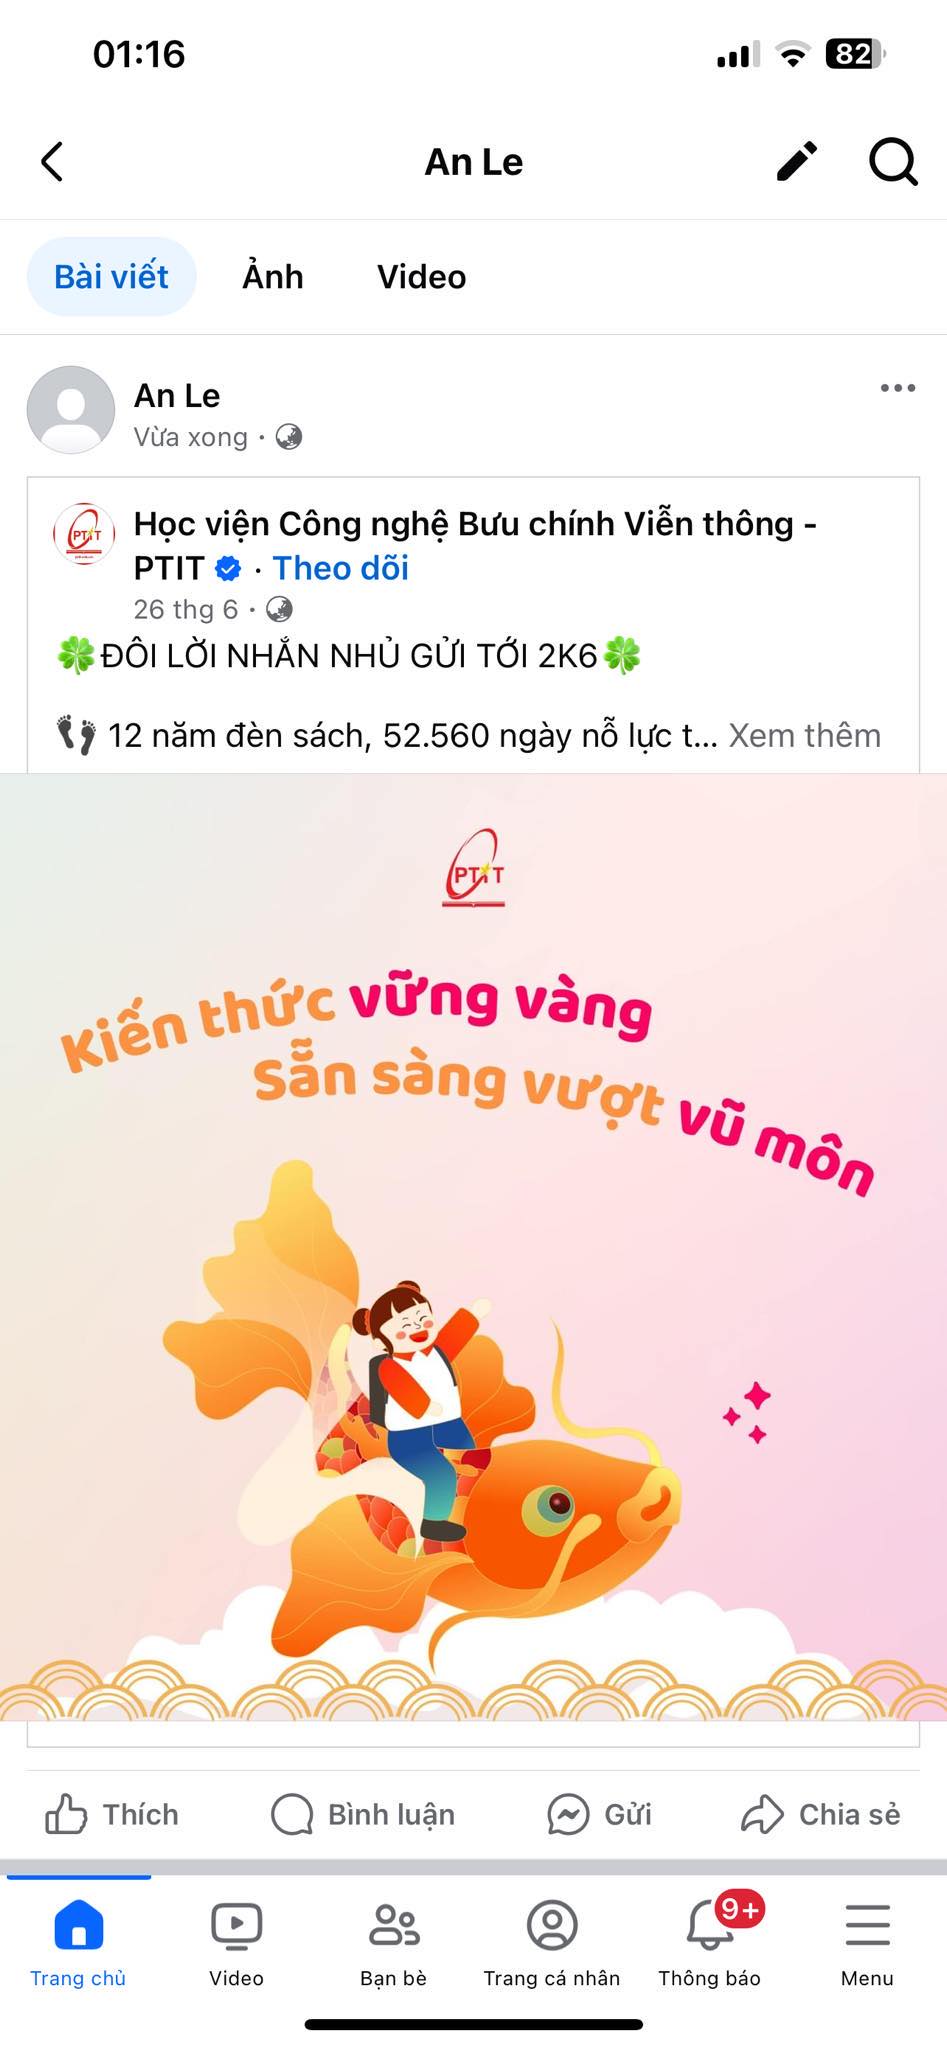 01:16
82
An Le
Bài viết
Ảnh
Video
An Le
Vừa xong ·
PTIT
Học viện Công nghệ Bưu chính Viễn thông -
PTIT · Theo dõi
26 thg 6 ·
🍀ĐÔI LỜI NHẮN NHỦ GỬI TỚI 2K6🍀
👣 12 năm đèn sách, 52.560 ngày nỗ lực t... Xem thêm
PTIT
Kiến thức vững vàng
Sẵn sàng vượt vũ môn
Thích
Bình luận
Gửi
Chia sẻ
9+
Trang chủ
Video
Bạn bè
Trang cá nhân
Thông báo
Menu